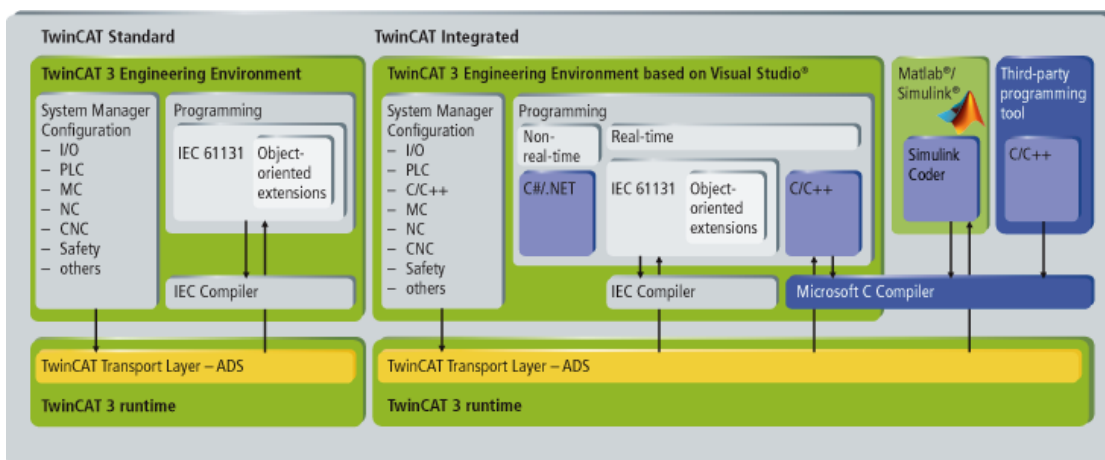 TwinCAT Standard
TwinCAT 3 Engineering Environment
System Manager
Configuration
– I/O
– PLC
– MC
– NC
– CNC
– Safety
– others
Programming
IEC 61131
Object-
oriented
extensions
IEC Compiler
TwinCAT Transport Layer – ADS
TwinCAT 3 runtime
TwinCAT Integrated
TwinCAT 3 Engineering Environment based on Visual Studio®
System Manager
Configuration
– I/O
– PLC
– C/C++
– MC
– NC
– CNC
– Safety
– others
Programming
Non-
real-time
C#/.NET
Real-time
IEC 61131
Object-
oriented
extensions
C/C++
IEC Compiler
Matlab®/
Simulink®
Simulink
Coder
Third-party
programming
tool
C/C++
Microsoft C Compiler
TwinCAT Transport Layer – ADS
TwinCAT 3 runtime